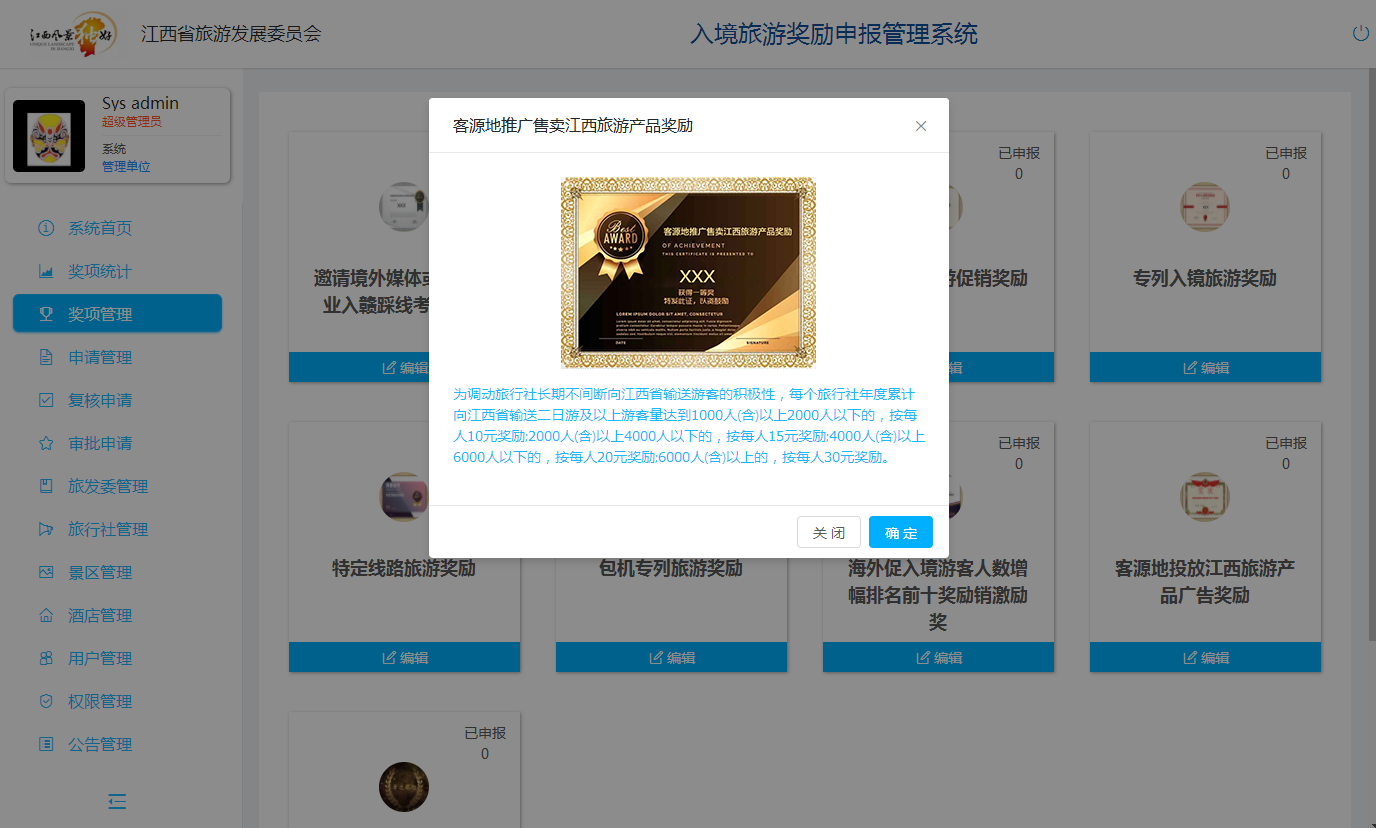 江西风景独好
UNIQUE LANDSCAPE
IN JIANGXI
江西省旅游发展委员会
入境旅游奖励申报管理系统
Sys admin
超级管理员
系统
管理单位
系统首页
奖项统计
奖项管理
申请管理
复核申请
审批申请
旅发委管理
旅行社管理
景区管理
酒店管理
用户管理
权限管理
公告管理
客源地推广售卖江西旅游产品奖励
Best
AWARD
客源地推广售卖江西旅游产品奖励
OF ACHIEVEMENT
THIS CERTIFICATE IS PRESENTED TO
XXX
获得一等奖
特发此证，以资鼓励
LOREM IPSUM DOLOR SIT AMET, CONSECTETUR
DATE
SIGNATURE
为调动旅行社长期不间断向江西省输送游客的积极性，每个旅行社年度累计
向江西省输送二日游及以上游客量达到1000人(含)以上2000人以下的，按每
人10元奖励;2000人(含)以上4000人以下的，按每人15元奖励;4000人(含)以上
6000人以下的，按每人20元奖励;6000人(含)以上的，按每人30元奖励。
关 闭
确 定
邀请境外媒体或
业入赣踩线考
编辑
已申报
0
游促销奖励
辑
已申报
0
专列入镜旅游奖励
编辑
特定线路旅游奖励
编辑
包机专列旅游奖励
编辑
已申报
0
海外促入境游客人数增
幅排名前十奖励销激励
奖
编辑
已申报
0
客源地投放江西旅游产
品广告奖励
编辑
已申报
0